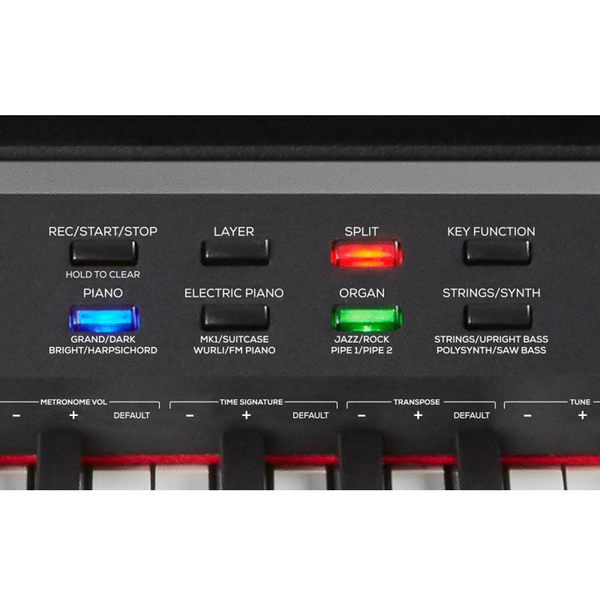 REC/START/STOP LAYER SPLIT KEY FUNCTION
HOLD TO CLEAR
PIANO ELECTRIC PIANO ORGAN STRINGS/SYNTH
GRAND/DARK MK1/SUITCASE JAZZ/ROCK STRINGS/UPRIGHT BASS
BRIGHT/HARPSICHORD WURLI/FM PIANO PIPE 1/PIPE 2 POLYSYNTH/SAW BASS
METRONOME VOL TIME SIGNATURE TRANSPOSE TUNE
− + DEFAULT − + DEFAULT − + DEFAULT − +